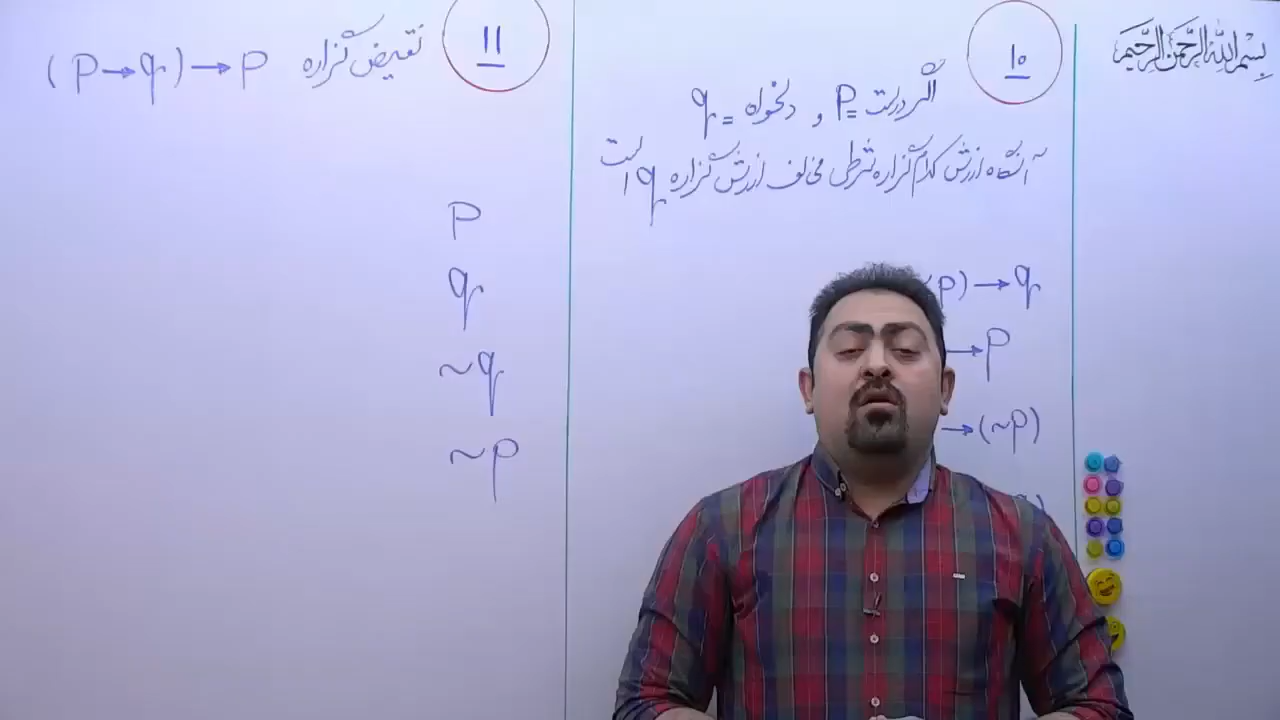 بسم الله الرحمن الرحیم
۱۰
اگر p = درست و q = دلخواه
آنگاه ارزش کدام گزاره شرطی مخالف ارزش گزاره q است
p) → q
→ p
→ (~p)
۱۱
نقیض گزاره (p → q) → p
p
q
~q
~p